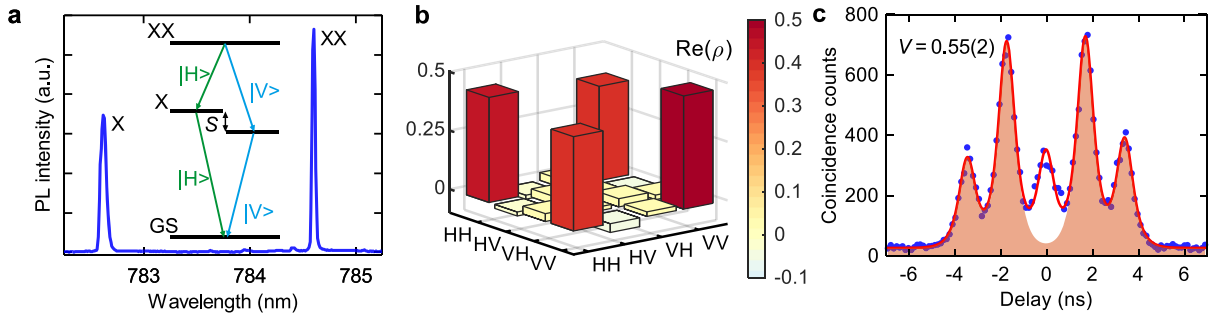 a
PL intensity (a.u.)
XX
|H>
|V>
X
S
|H>
|V>
GS
X
XX
783
784
785
Wavelength (nm)
b
Re(ρ)
0.5
0.25
0
HH
HV
VH
VV
HH
HV
VH
VV
0.5
0.4
0.3
0.2
0.1
0
-0.1
c
V = 0.55(2)
Coincidence counts
800
600
400
200
0
-6
-4
-2
0
2
4
6
Delay (ns)